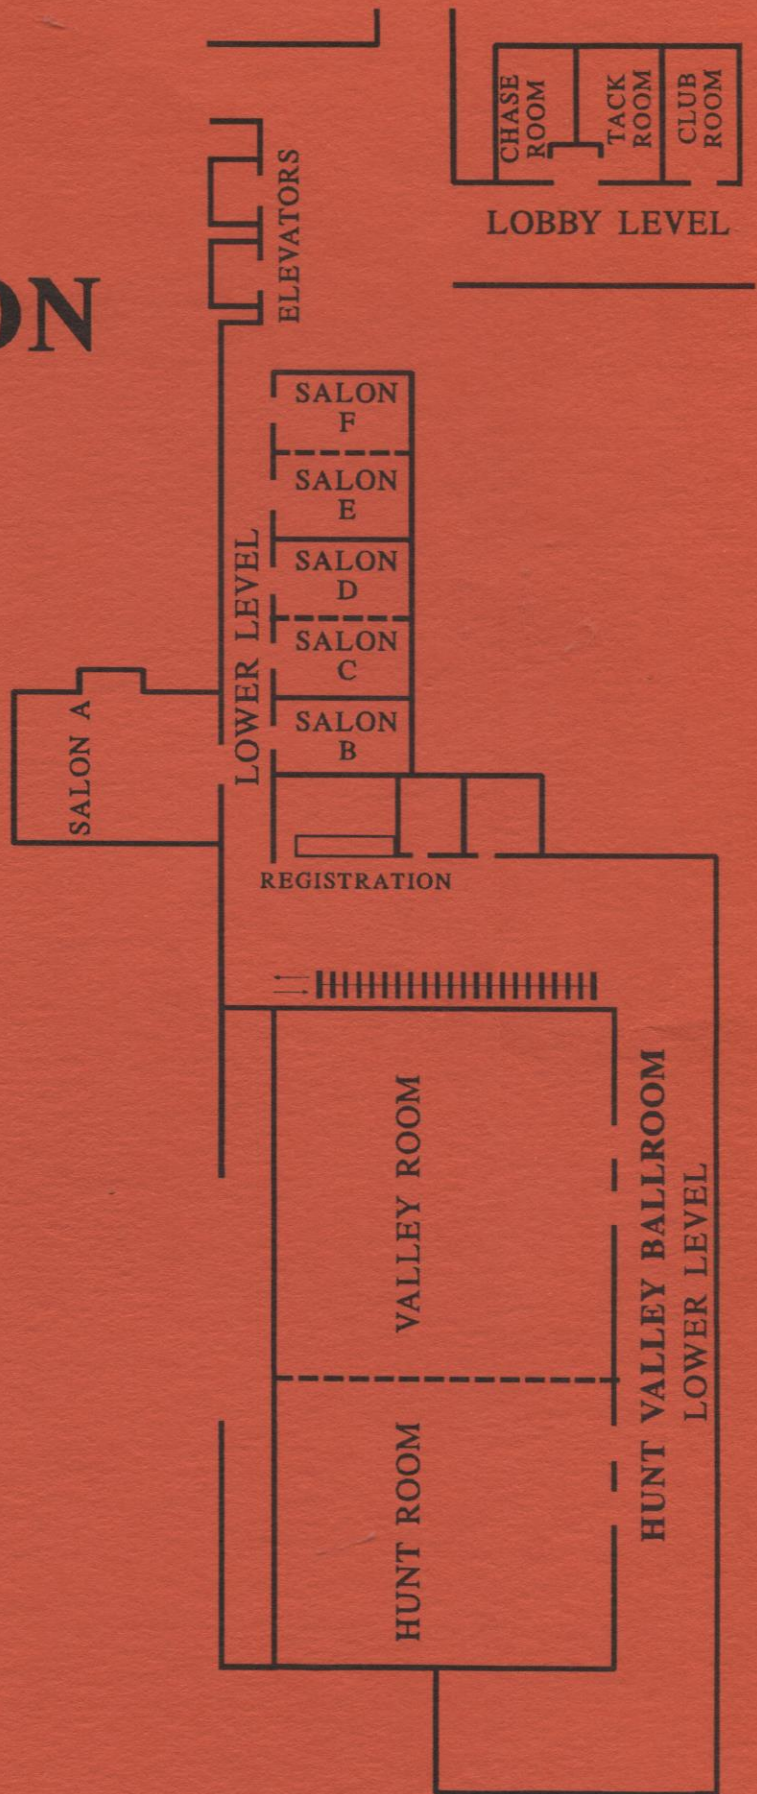 CHASE
ROOM
TACK
ROOM
CLUB
ROOM
LOBBY LEVEL
ELEVATORS
ON
SALON
F
SALON
E
SALON
D
SALON
C
SALON
B
LOWER LEVEL
SALON A
REGISTRATION
VALLEY ROOM
HUNT ROOM
HUNT VALLEY BALLROOM
LOWER LEVEL